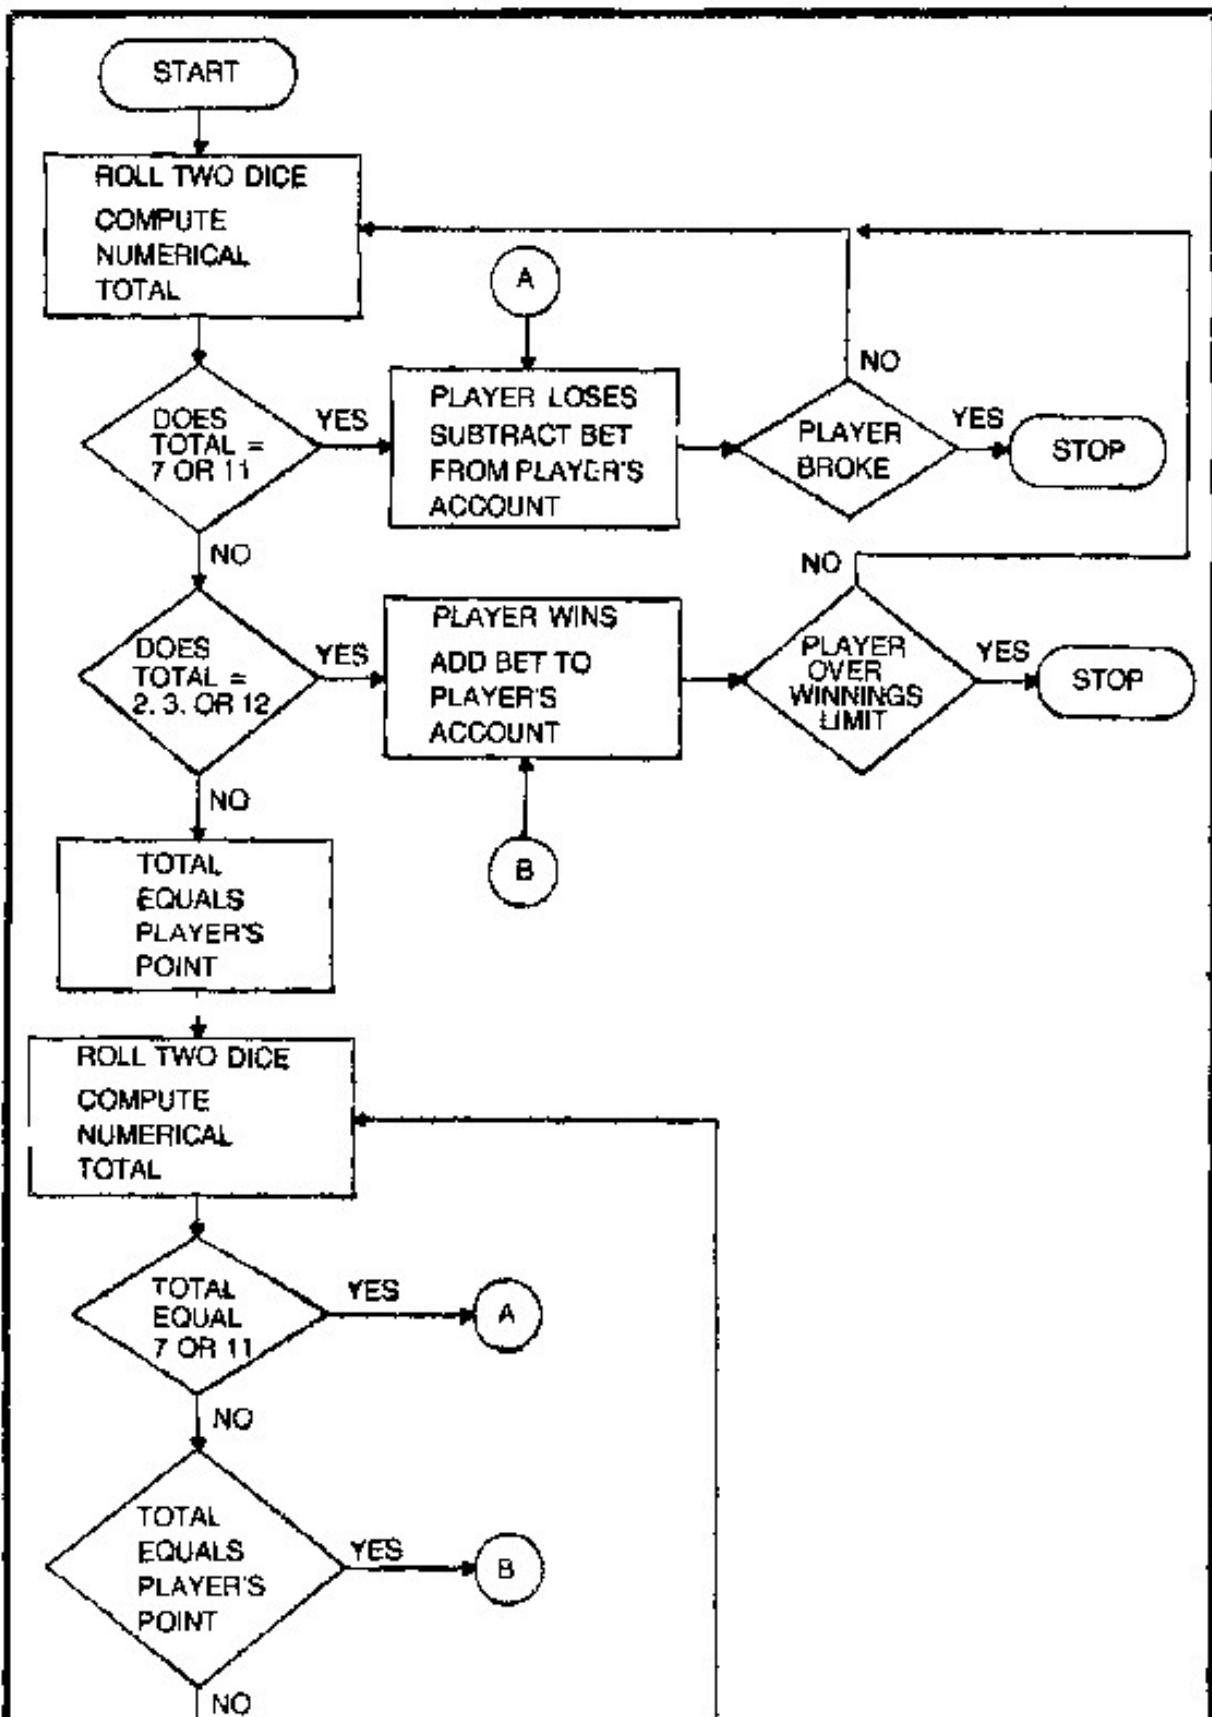 START
ROLL TWO DICE
COMPUTE
NUMERICAL
TOTAL
A
DOES
TOTAL =
7 OR 11
YES
PLAYER LOSES
SUBTRACT BET
FROM PLAYER'S
ACCOUNT
NO
PLAYER
BROKE
YES
STOP
NO
DOES
TOTAL =
2. 3. OR 12
YES
PLAYER WINS
ADD BET TO
PLAYER'S
ACCOUNT
NO
PLAYER
OVER
WINNINGS
LIMIT
YES
STOP
NO
B
TOTAL
EQUALS
PLAYER'S
POINT
ROLL TWO DICE
COMPUTE
NUMERICAL
TOTAL
TOTAL
EQUAL
7 OR 11
YES
A
NO
TOTAL
EQUALS
PLAYER'S
POINT
YES
B
NO